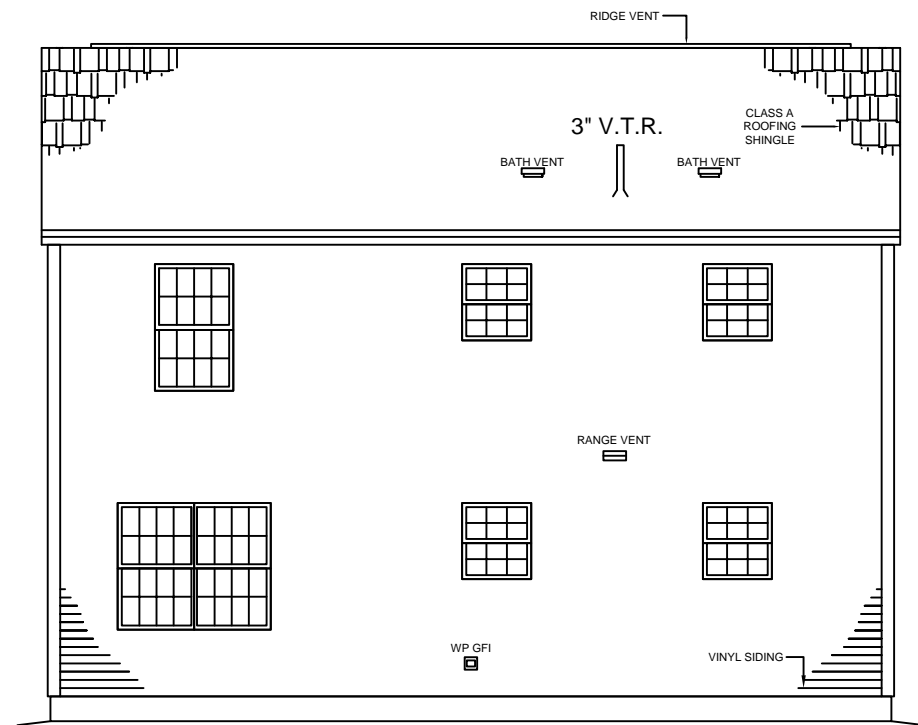 RIDGE VENT
3" V.T.R.
CLASS A
ROOFING
SHINGLE
BATH VENT
BATH VENT
RANGE VENT
WP GFI
VINYL SIDING